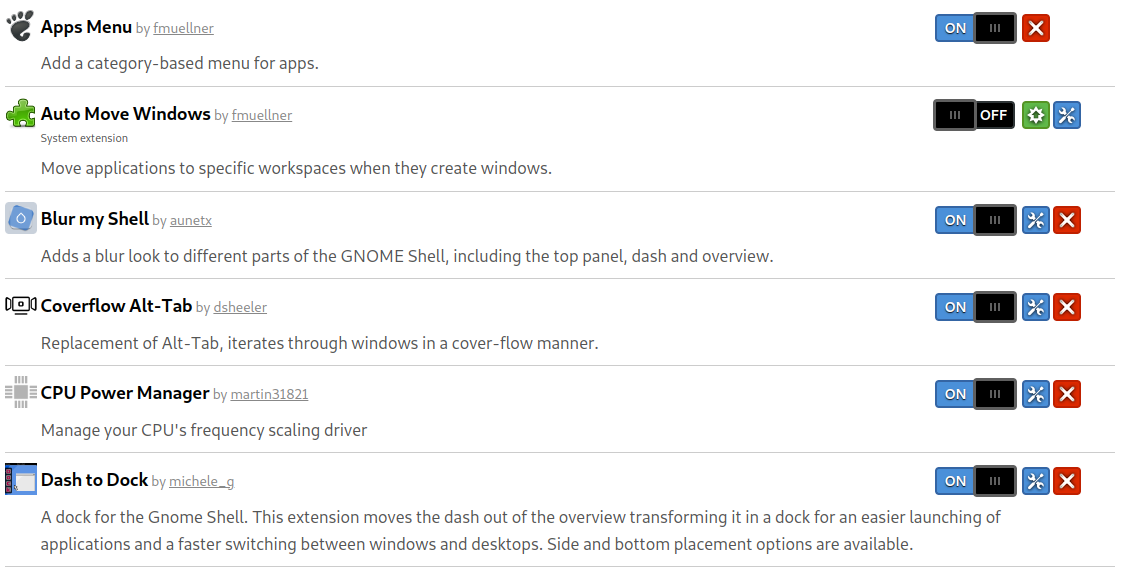 Apps Menu by fmuellner ON
Add a category-based menu for apps.
Auto Move Windows by fmuellner OFF
System extension
Move applications to specific workspaces when they create windows.
Blur my Shell by aunetx ON
Adds a blur look to different parts of the GNOME Shell, including the top panel, dash and overview.
Coverflow Alt-Tab by dsheeler ON
Replacement of Alt-Tab, iterates through windows in a cover-flow manner.
CPU Power Manager by martin31821 ON
Manage your CPU's frequency scaling driver
Dash to Dock by michele_g ON
A dock for the Gnome Shell. This extension moves the dash out of the overview transforming it in a dock for an easier launching of
applications and a faster switching between windows and desktops. Side and bottom placement options are available.